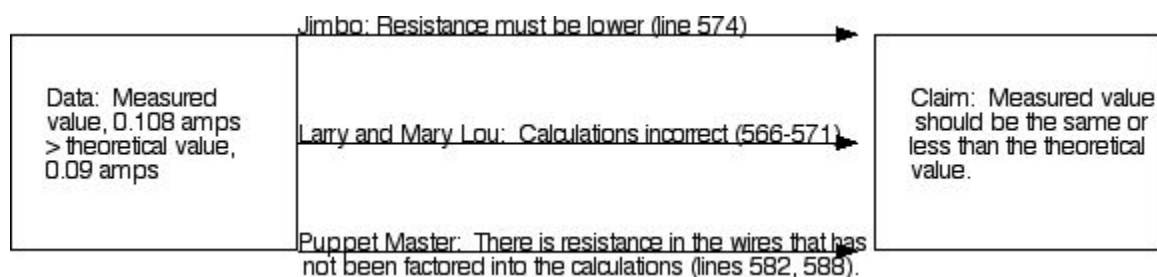 Jimbo: Resistance must be lower (line 574)
Data: Measured
value, 0.108 amps
> theoretical value,
0.09 amps
Larry and Mary Lou: Calculations incorrect (566-571)
Puppet Master: There is resistance in the wires that has
not been factored into the calculations (lines 582, 588).
Claim: Measured value
should be the same or
less than the theoretical
value.